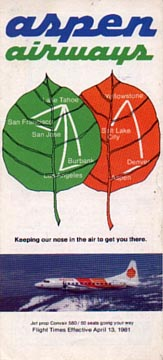 aspen
airways
Lake Tahoe
San Francisco
San Jose
Burbank
Los Angeles
Yellowstone
Salt Lake
City
Denver
Aspen
Keeping our nose in the air to get you there.
Jet prop Convair 580 / 50 seats going your way
Flight Times Effective April 13, 1981